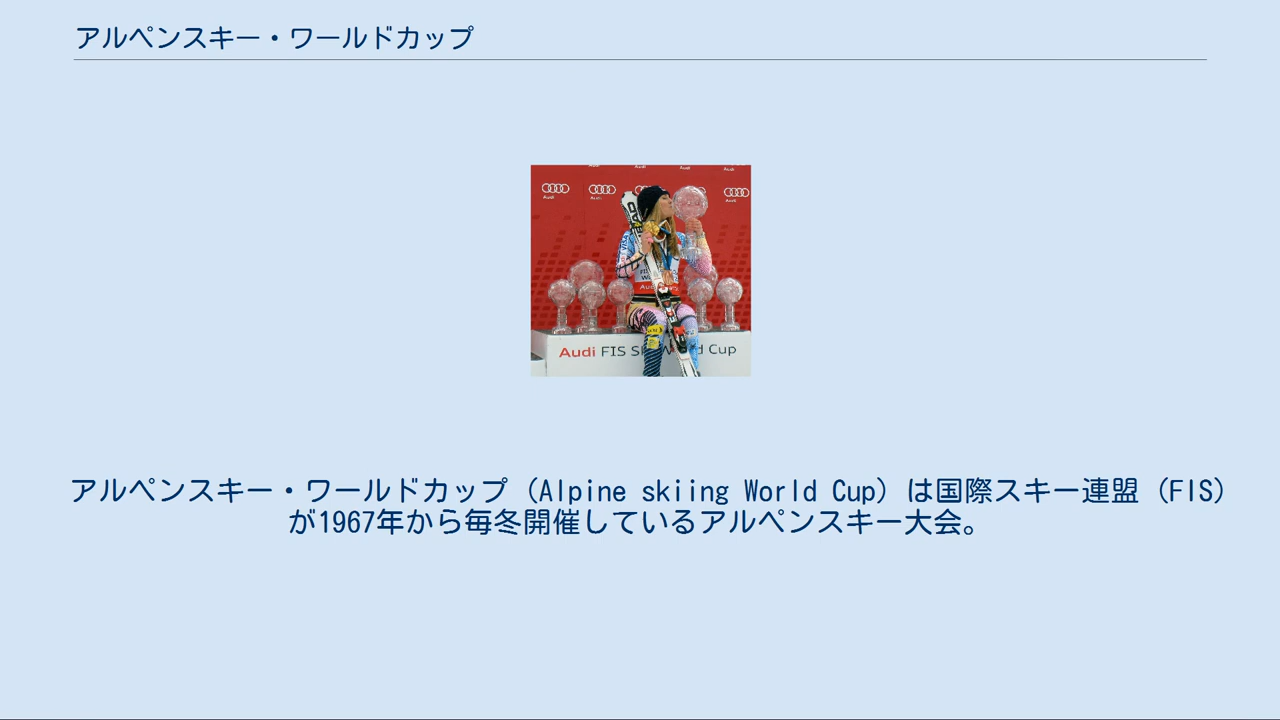 アルペンスキー・ワールドカップ
Audi Audi Audi
Audi FIS Ski World Cup
アルペンスキー・ワールドカップ（Alpine skiing World Cup）は国際スキー連盟（FIS）
が1967年から毎冬開催しているアルペンスキー大会。